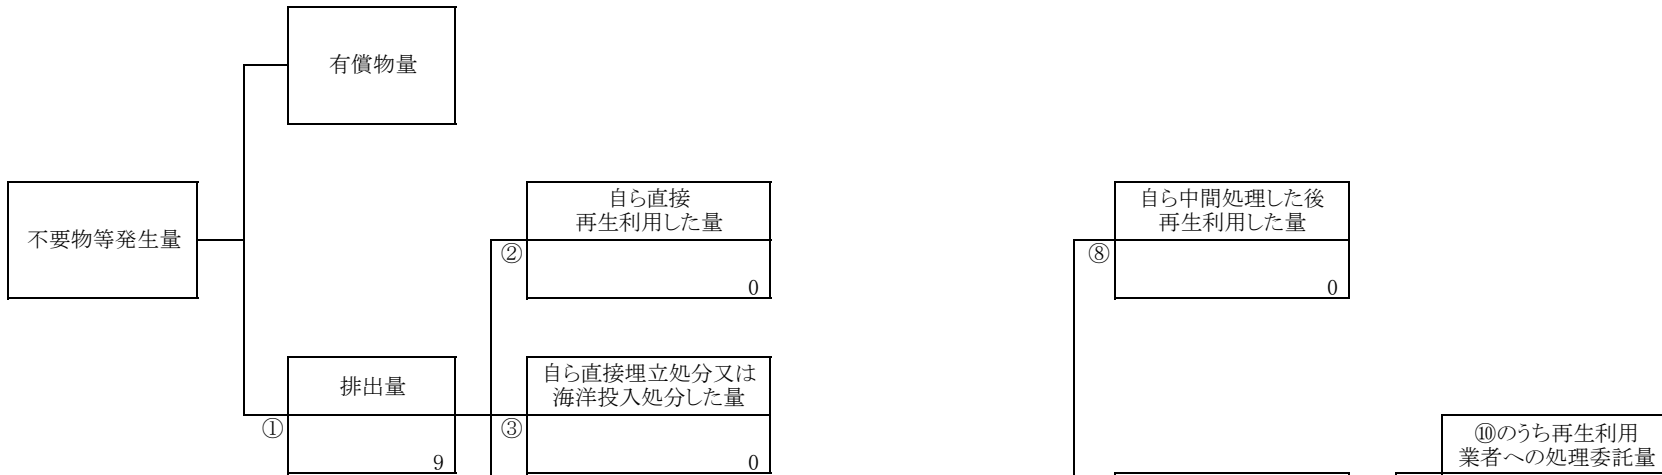 有償物量
不要物等発生量
自ら直接
再生利用した量
②
0
自ら中間処理した後
再生利用した量
⑧
0
排出量
①
9
自ら直接埋立処分又は
海洋投入処分した量
③
0
⑩のうち再生利用
業者への処理委託量